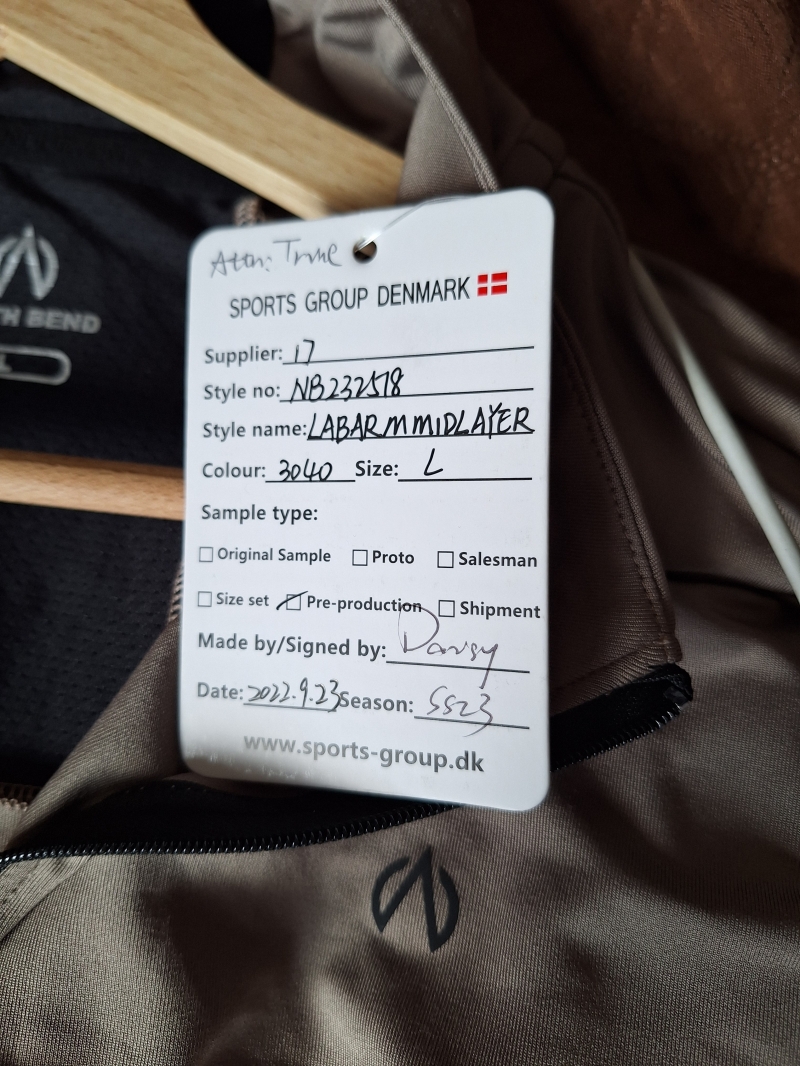 Attn: Trine
SPORTS GROUP DENMARK
Supplier: 17
Style no: NB232518
Style name: LABAR M MIDLAYER
Colour: 3040 Size: L
Sample type:
Original Sample Proto Salesman
Size set Pre-production Shipment
Made by/Signed by:
Date: 2022.9.23 Season: SS23
www.sports-group.dk
TH BEND
L